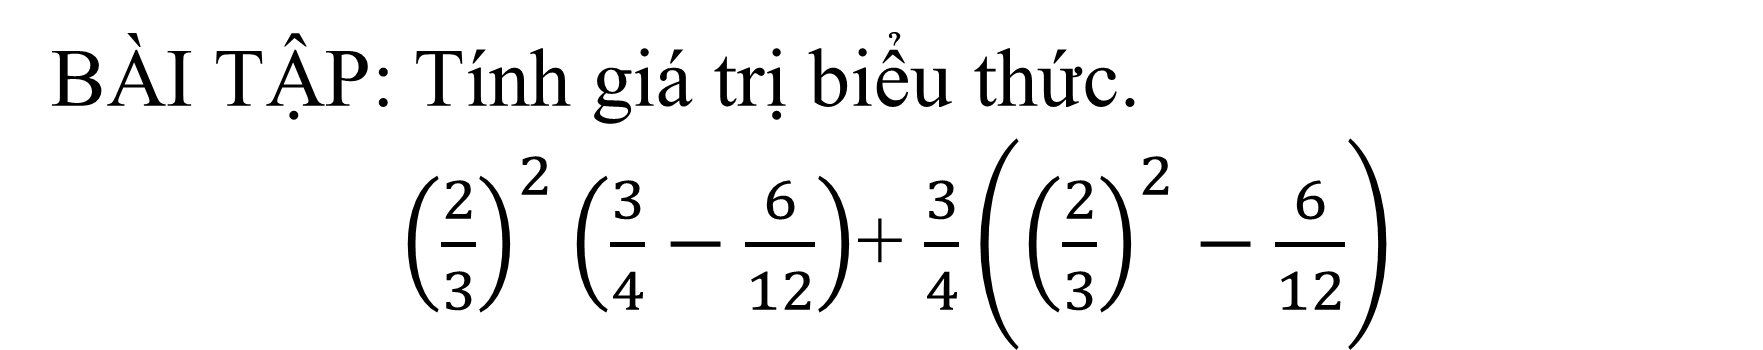 BÀI TẬP: Tính giá trị biểu thức.
(2/3)² (3/4 − 6/12) + 3/4 ((2/3)² − 6/12)